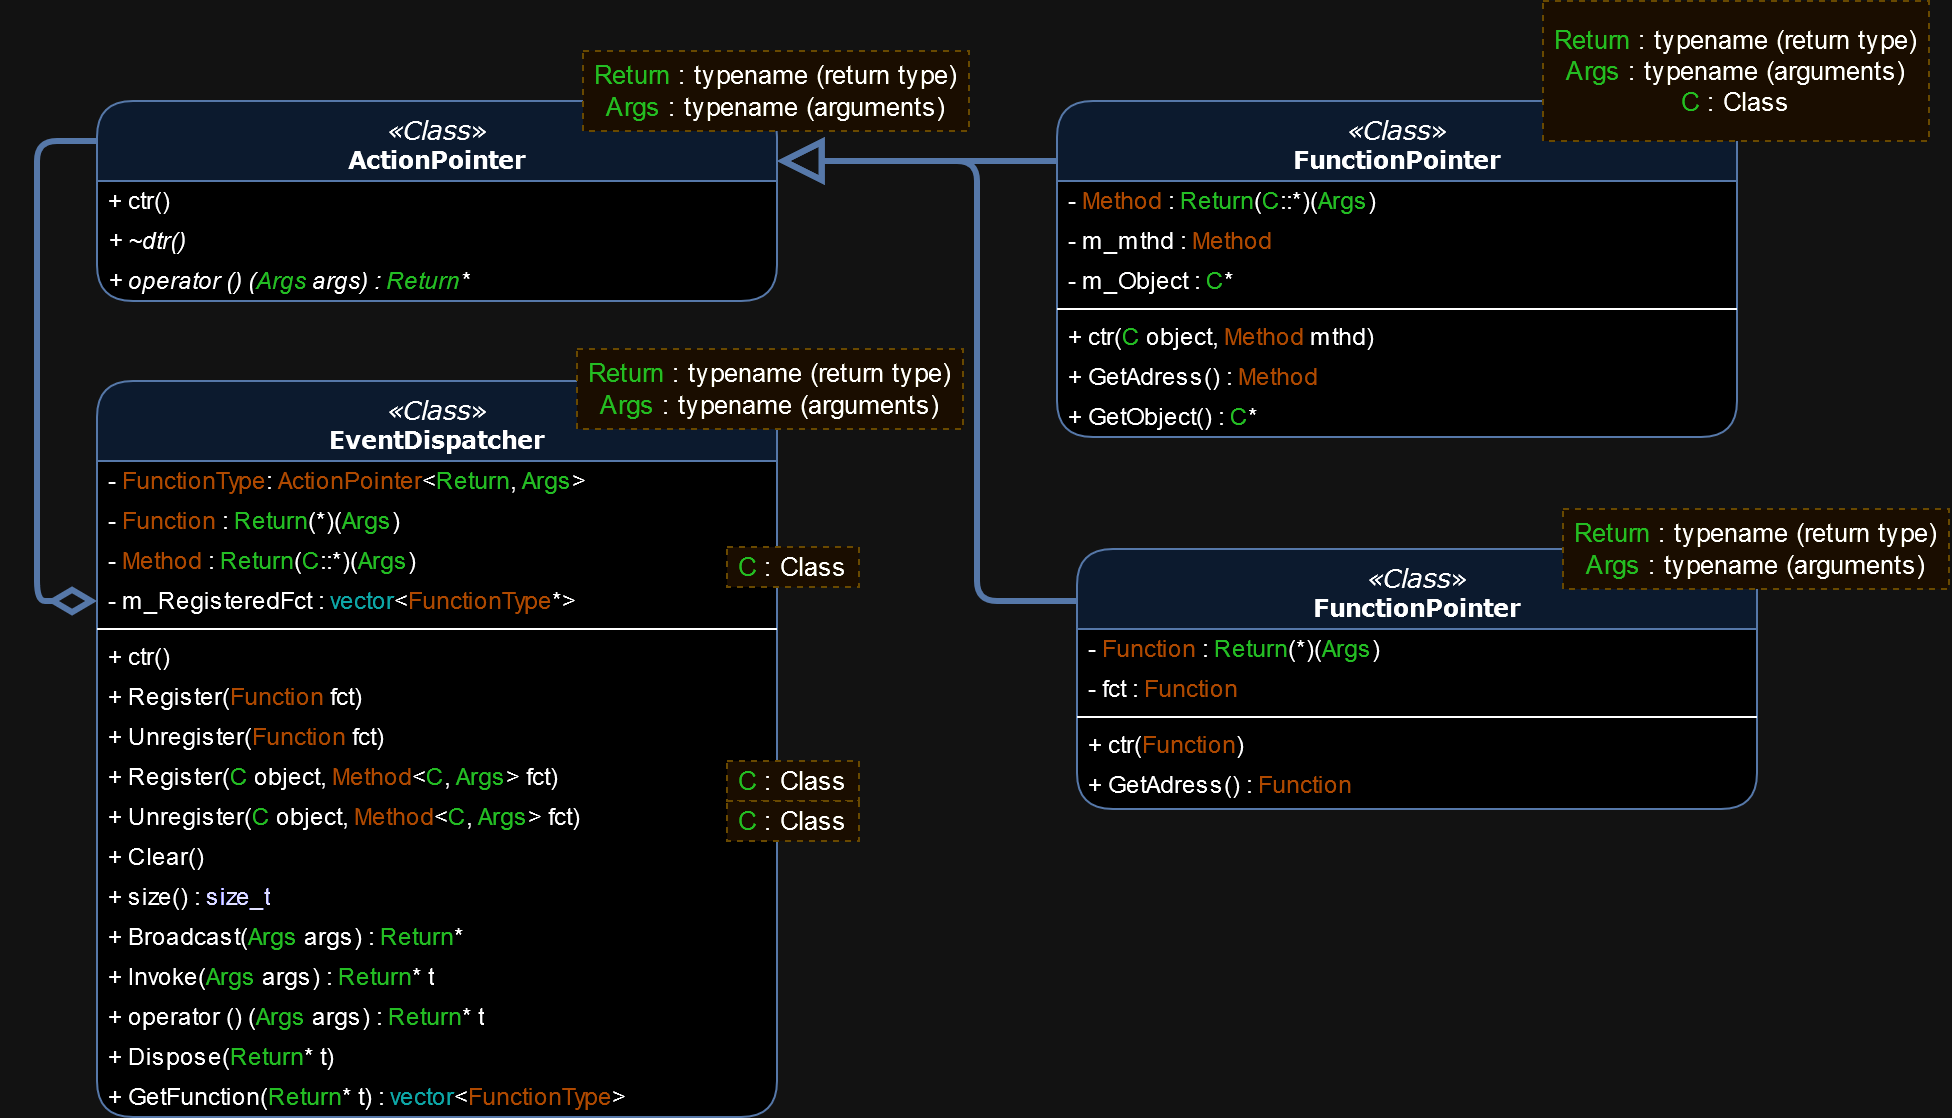 Return : typename (return type)
Args : typename (arguments)
«Class»
ActionPointer
+ ctr()
+ ~dtr()
+ operator () (Args args) : Return*
Return : typename (return type)
Args : typename (arguments)
C : Class
«Class»
FunctionPointer
- Method : Return(C::*)(Args)
- m_mthd : Method
- m_Object : C*
+ ctr(C object, Method mthd)
+ GetAdress() : Method
+ GetObject() : C*
Return : typename (return type)
Args : typename (arguments)
«Class»
EventDispatcher
- FunctionType: ActionPointer<Return, Args>
- Function : Return(*)(Args)
- Method : Return(C::*)(Args)
C : Class
- m_RegisteredFct : vector<FunctionType*>
+ ctr()
+ Register(Function fct)
+ Unregister(Function fct)
+ Register(C object, Method<C, Args> fct)
C : Class
+ Unregister(C object, Method<C, Args> fct)
C : Class
+ Clear()
+ size() : size_t
+ Broadcast(Args args) : Return*
+ Invoke(Args args) : Return* t
+ operator () (Args args) : Return* t
+ Dispose(Return* t)
+ GetFunction(Return* t) : vector<FunctionType>
Return : typename (return type)
Args : typename (arguments)
«Class»
FunctionPointer
- Function : Return(*)(Args)
- fct : Function
+ ctr(Function)
+ GetAdress() : Function